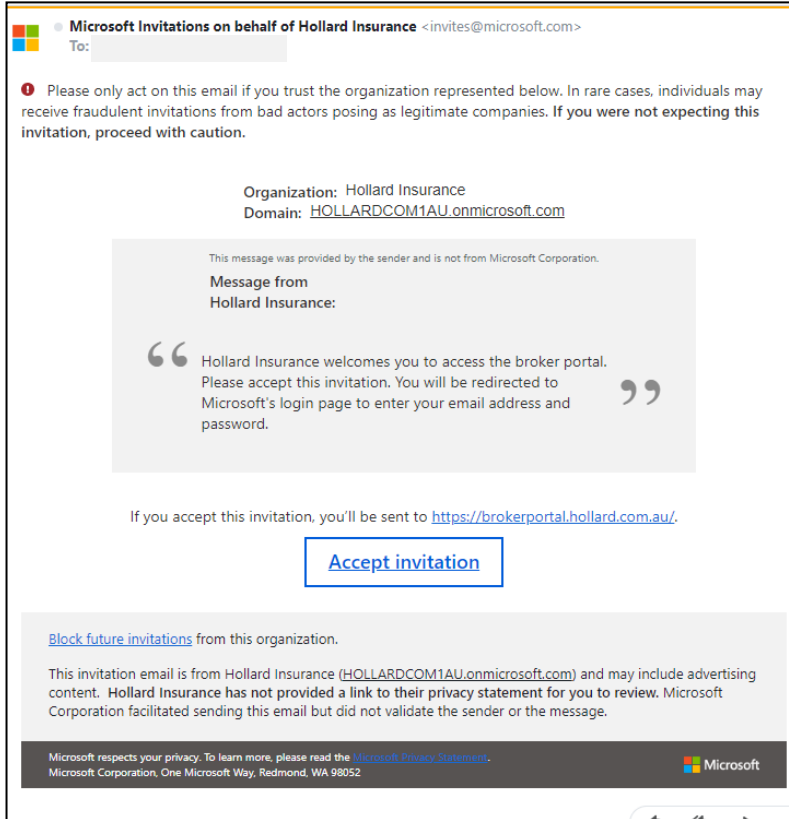 Microsoft Invitations on behalf of Hollard Insurance <invites@microsoft.com>
To:
Please only act on this email if you trust the organization represented below. In rare cases, individuals may
receive fraudulent invitations from bad actors posing as legitimate companies. If you were not expecting this
invitation, proceed with caution.
Organization: Hollard Insurance
Domain: HOLLARDCOM1AU.onmicrosoft.com
This message was provided by the sender and is not from Microsoft Corporation.
Message from
Hollard Insurance:
“ Hollard Insurance welcomes you to access the broker portal.
Please accept this invitation. You will be redirected to
Microsoft's login page to enter your email address and
password. ”
If you accept this invitation, you’ll be sent to https://brokerportal.hollard.com.au/.
Accept invitation
Block future invitations from this organization.
This invitation email is from Hollard Insurance (HOLLARDCOM1AU.onmicrosoft.com) and may include advertising
content. Hollard Insurance has not provided a link to their privacy statement for you to review. Microsoft
Corporation facilitated sending this email but did not validate the sender or the message.
Microsoft respects your privacy. To learn more, please read the Microsoft Privacy Statement.
Microsoft Corporation, One Microsoft Way, Redmond, WA 98052
Microsoft